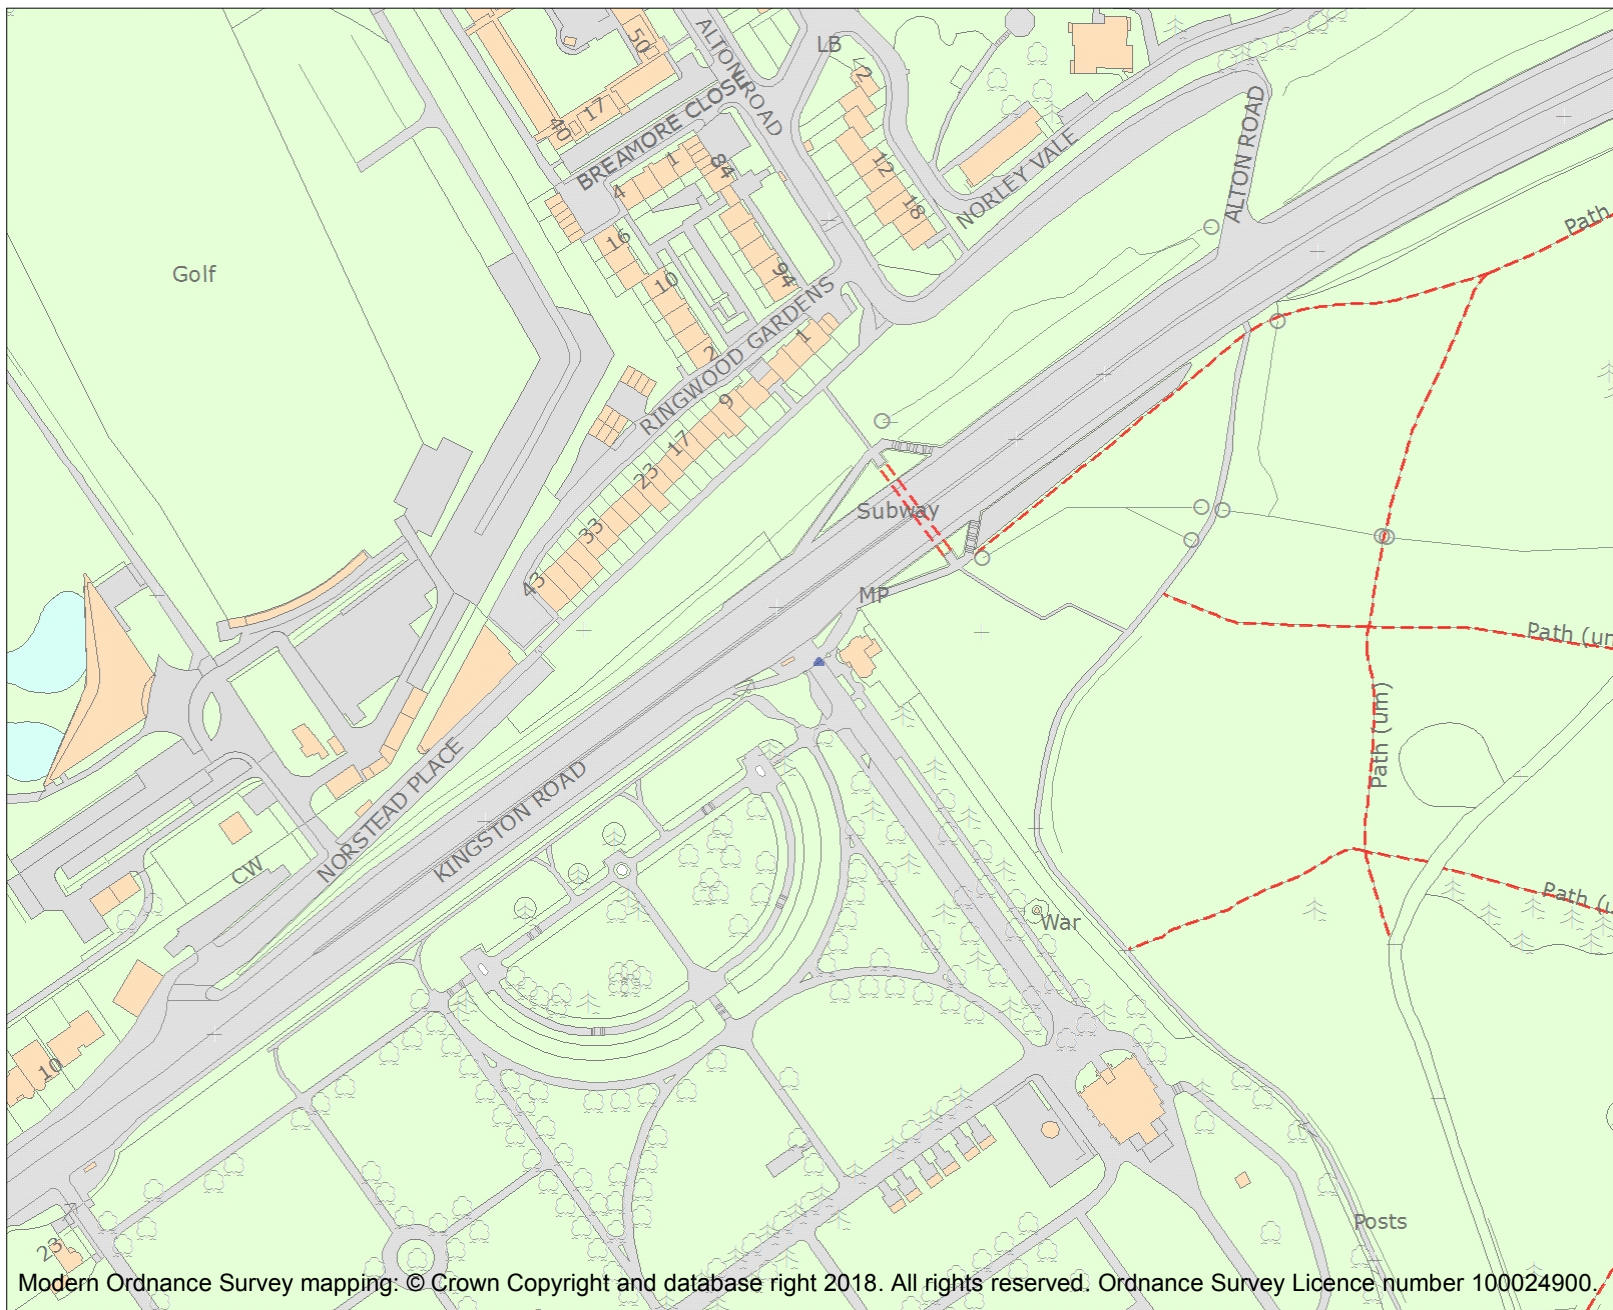 ALTON ROAD
50
LB
2
17
40
BREAMORE CLOSE
1
84
4
12
18
NORLEY VALE
ALTON ROAD
Path
16
Golf
10
94
RINGWOOD GARDENS
1
2
9
17
23
33
43
Subway
MP
Path (um
Path (um)
NORSTEAD PLACE
KINGSTON ROAD
CW
War
Path (u
10
Posts
23
Modern Ordnance Survey mapping: © Crown Copyright and database right 2018. All rights reserved. Ordnance Survey Licence number 100024900.